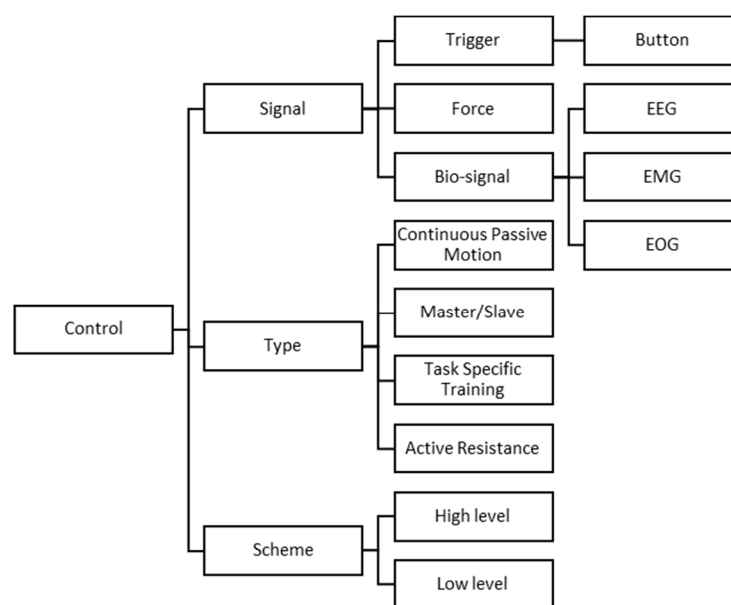 Control
Signal
Trigger
Button
Force
Bio-signal
EEG
EMG
EOG
Type
Continuous Passive
Motion
Master/Slave
Task Specific
Training
Active Resistance
Scheme
High level
Low level